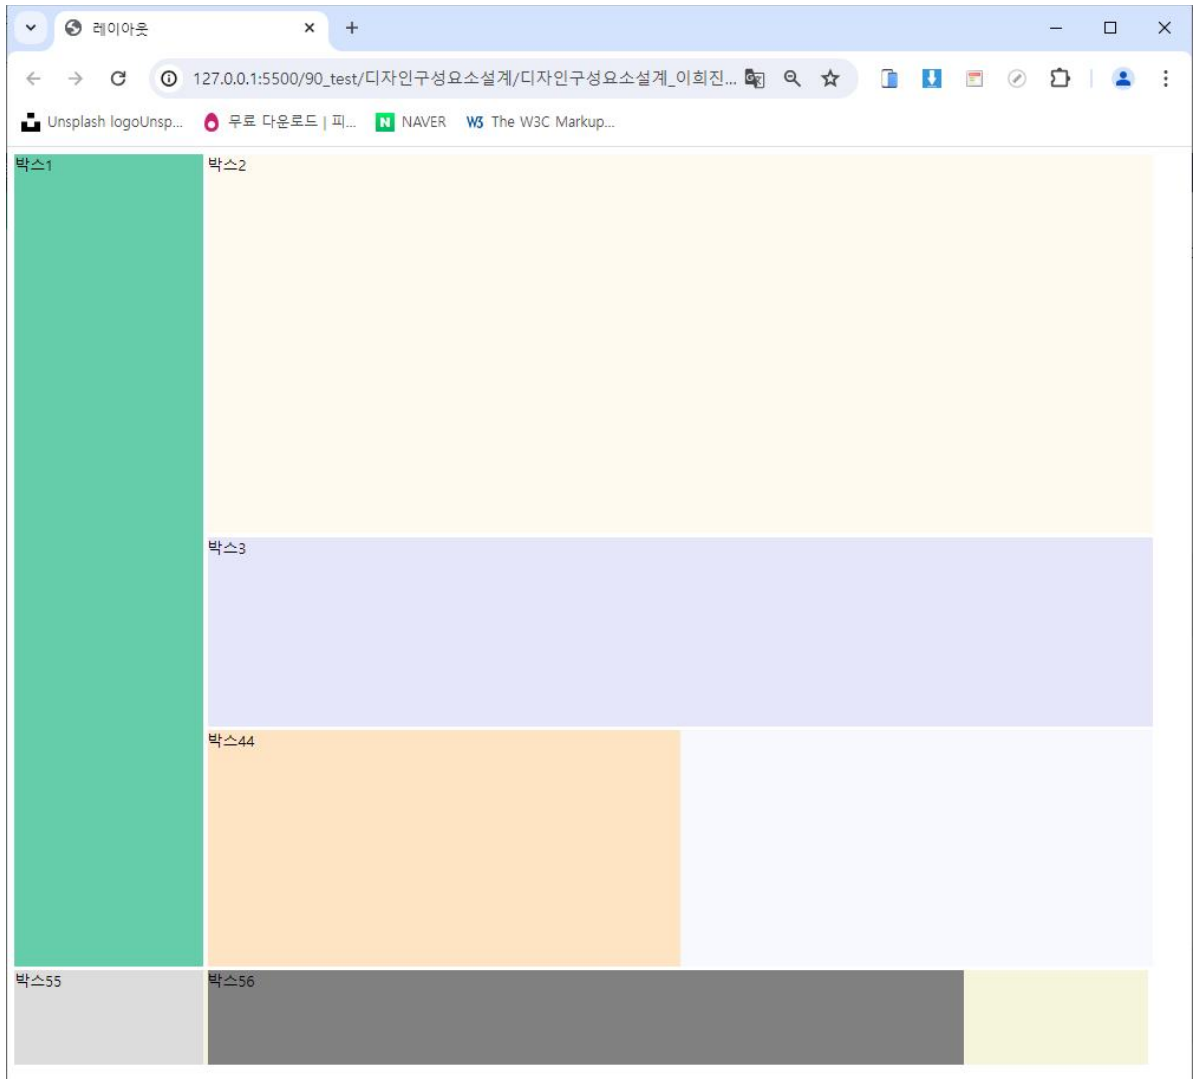 레이아웃
127.0.0.1:5500/90_test/디자인구성요소설계/디자인구성요소설계_이희진...
Unsplash logoUnsp... 무료 다운로드 | 피... NAVER W3 The W3C Markup...
박스1 박스2
박스3
박스44
박스55 박스56